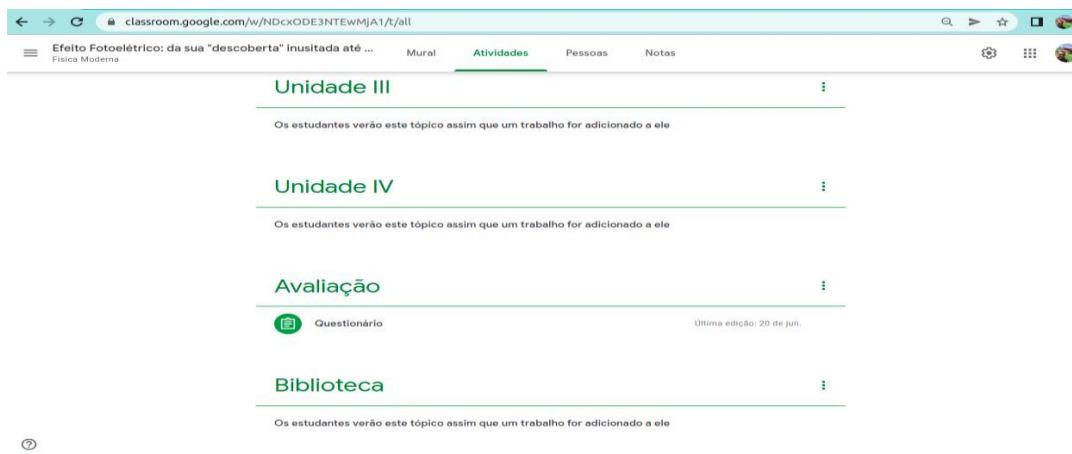 classroom.google.com/w/NDcxODE3NTEwMjA1/t/all
Efeito Fotoelétrico: da sua "descoberta" inusitada até ...
Física Moderna
Mural
Atividades
Pessoas
Notas
Unidade III
Os estudantes verão este tópico assim que um trabalho for adicionado a ele
Unidade IV
Os estudantes verão este tópico assim que um trabalho for adicionado a ele
Avaliação
Questionário
Última edição: 20 de jun.
Biblioteca
Os estudantes verão este tópico assim que um trabalho for adicionado a ele